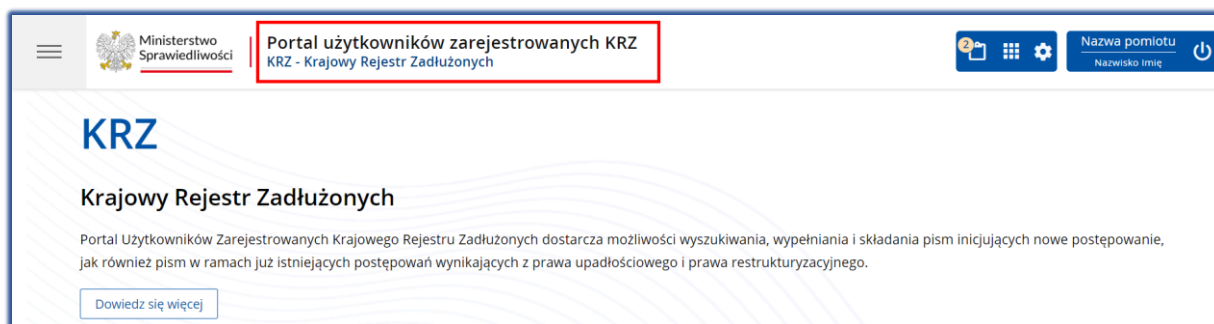 Ministerstwo
Sprawiedliwości
Portal użytkowników zarejestrowanych KRZ
KRZ - Krajowy Rejestr Zadłużonych
2
Nazwa pomiotu
Nazwisko Imię
KRZ
Krajowy Rejestr Zadłużonych
Portal Użytkowników Zarejestrowanych Krajowego Rejestru Zadłużonych dostarcza możliwości wyszukiwania, wypełniania i składania pism inicjujących nowe postępowanie,
jak również pism w ramach już istniejących postępowań wynikających z prawa upadłościowego i prawa restrukturyzacyjnego.
Dowiedz się więcej